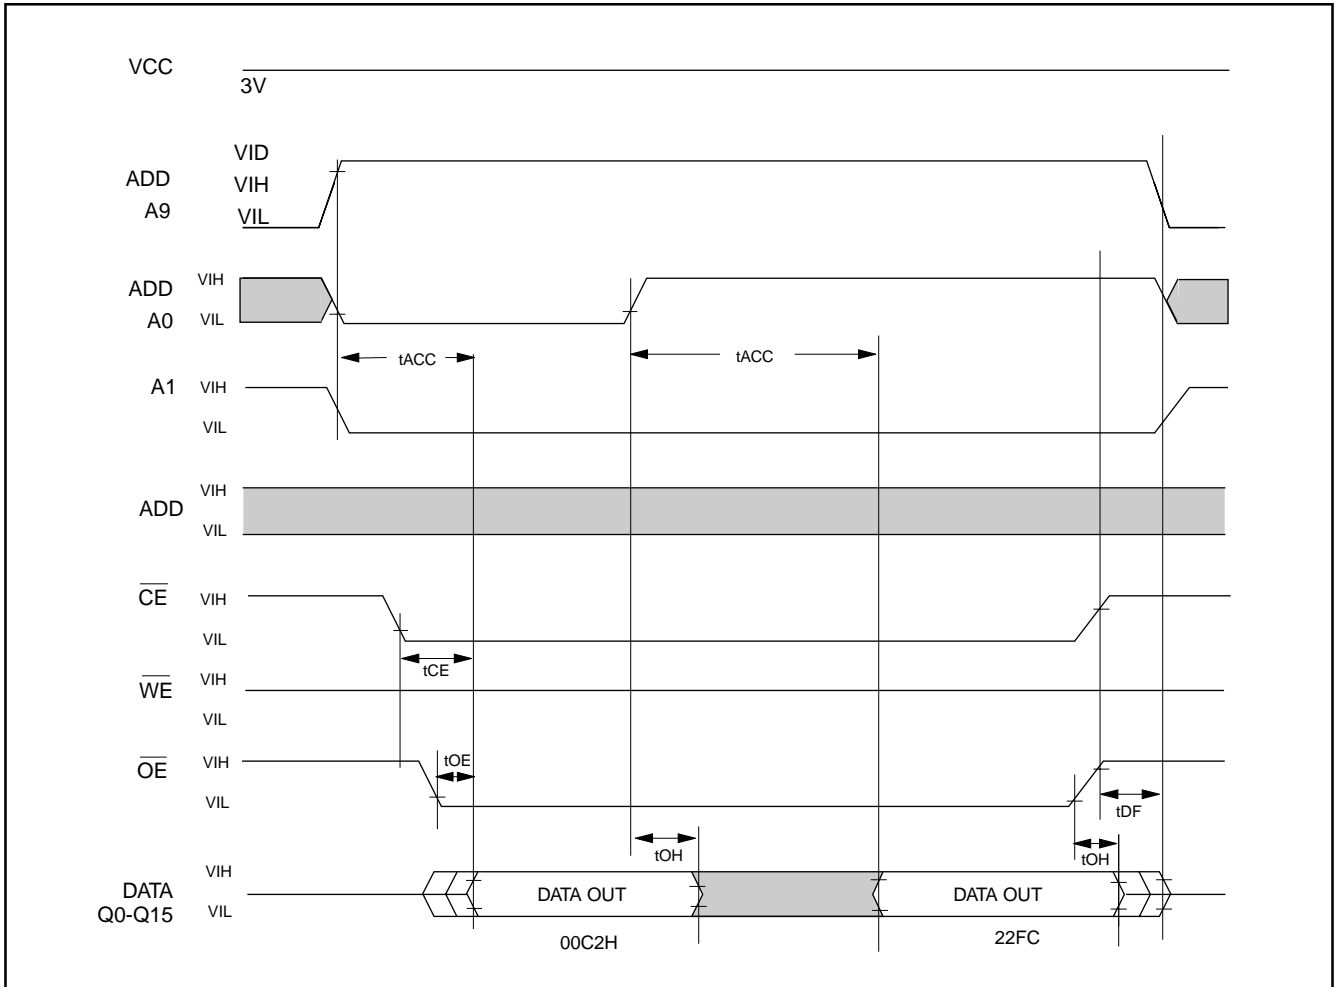 VCC
3V
VID
ADD
VIH
A9
VIL
VIH
ADD
A0
VIL
tACC
tACC
A1
VIH
VIL
VIH
ADD
VIL
CE
VIH
VIL
tCE
WE
VIH
VIL
tOE
OE
VIH
VIL
tDF
tOH
tOH
VIH
DATA
Q0-Q15
VIL
DATA OUT
DATA OUT
00C2H
22FC